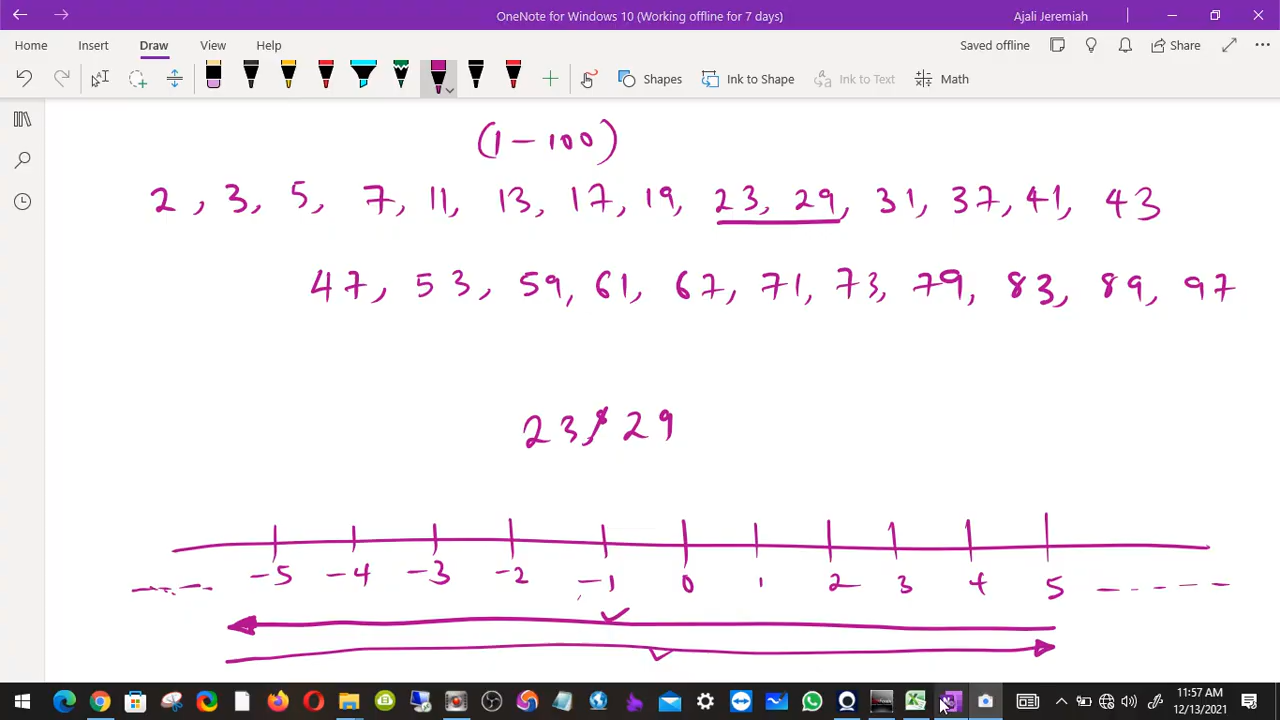 OneNote for Windows 10 (Working offline for 7 days)
Ajali Jeremiah
Home Insert Draw View Help
Saved offline
Share
Shapes
Ink to Shape
Ink to Text
Math
(1 - 100)
2, 3, 5, 7, 11, 13, 17, 19, 23, 29, 31, 37, 41, 43
47, 53, 59, 61, 67, 71, 73, 79, 83, 89, 97
23, 29
-5 -4 -3 -2 -1 0 1 2 3 4 5
11:57 AM
12/13/2021